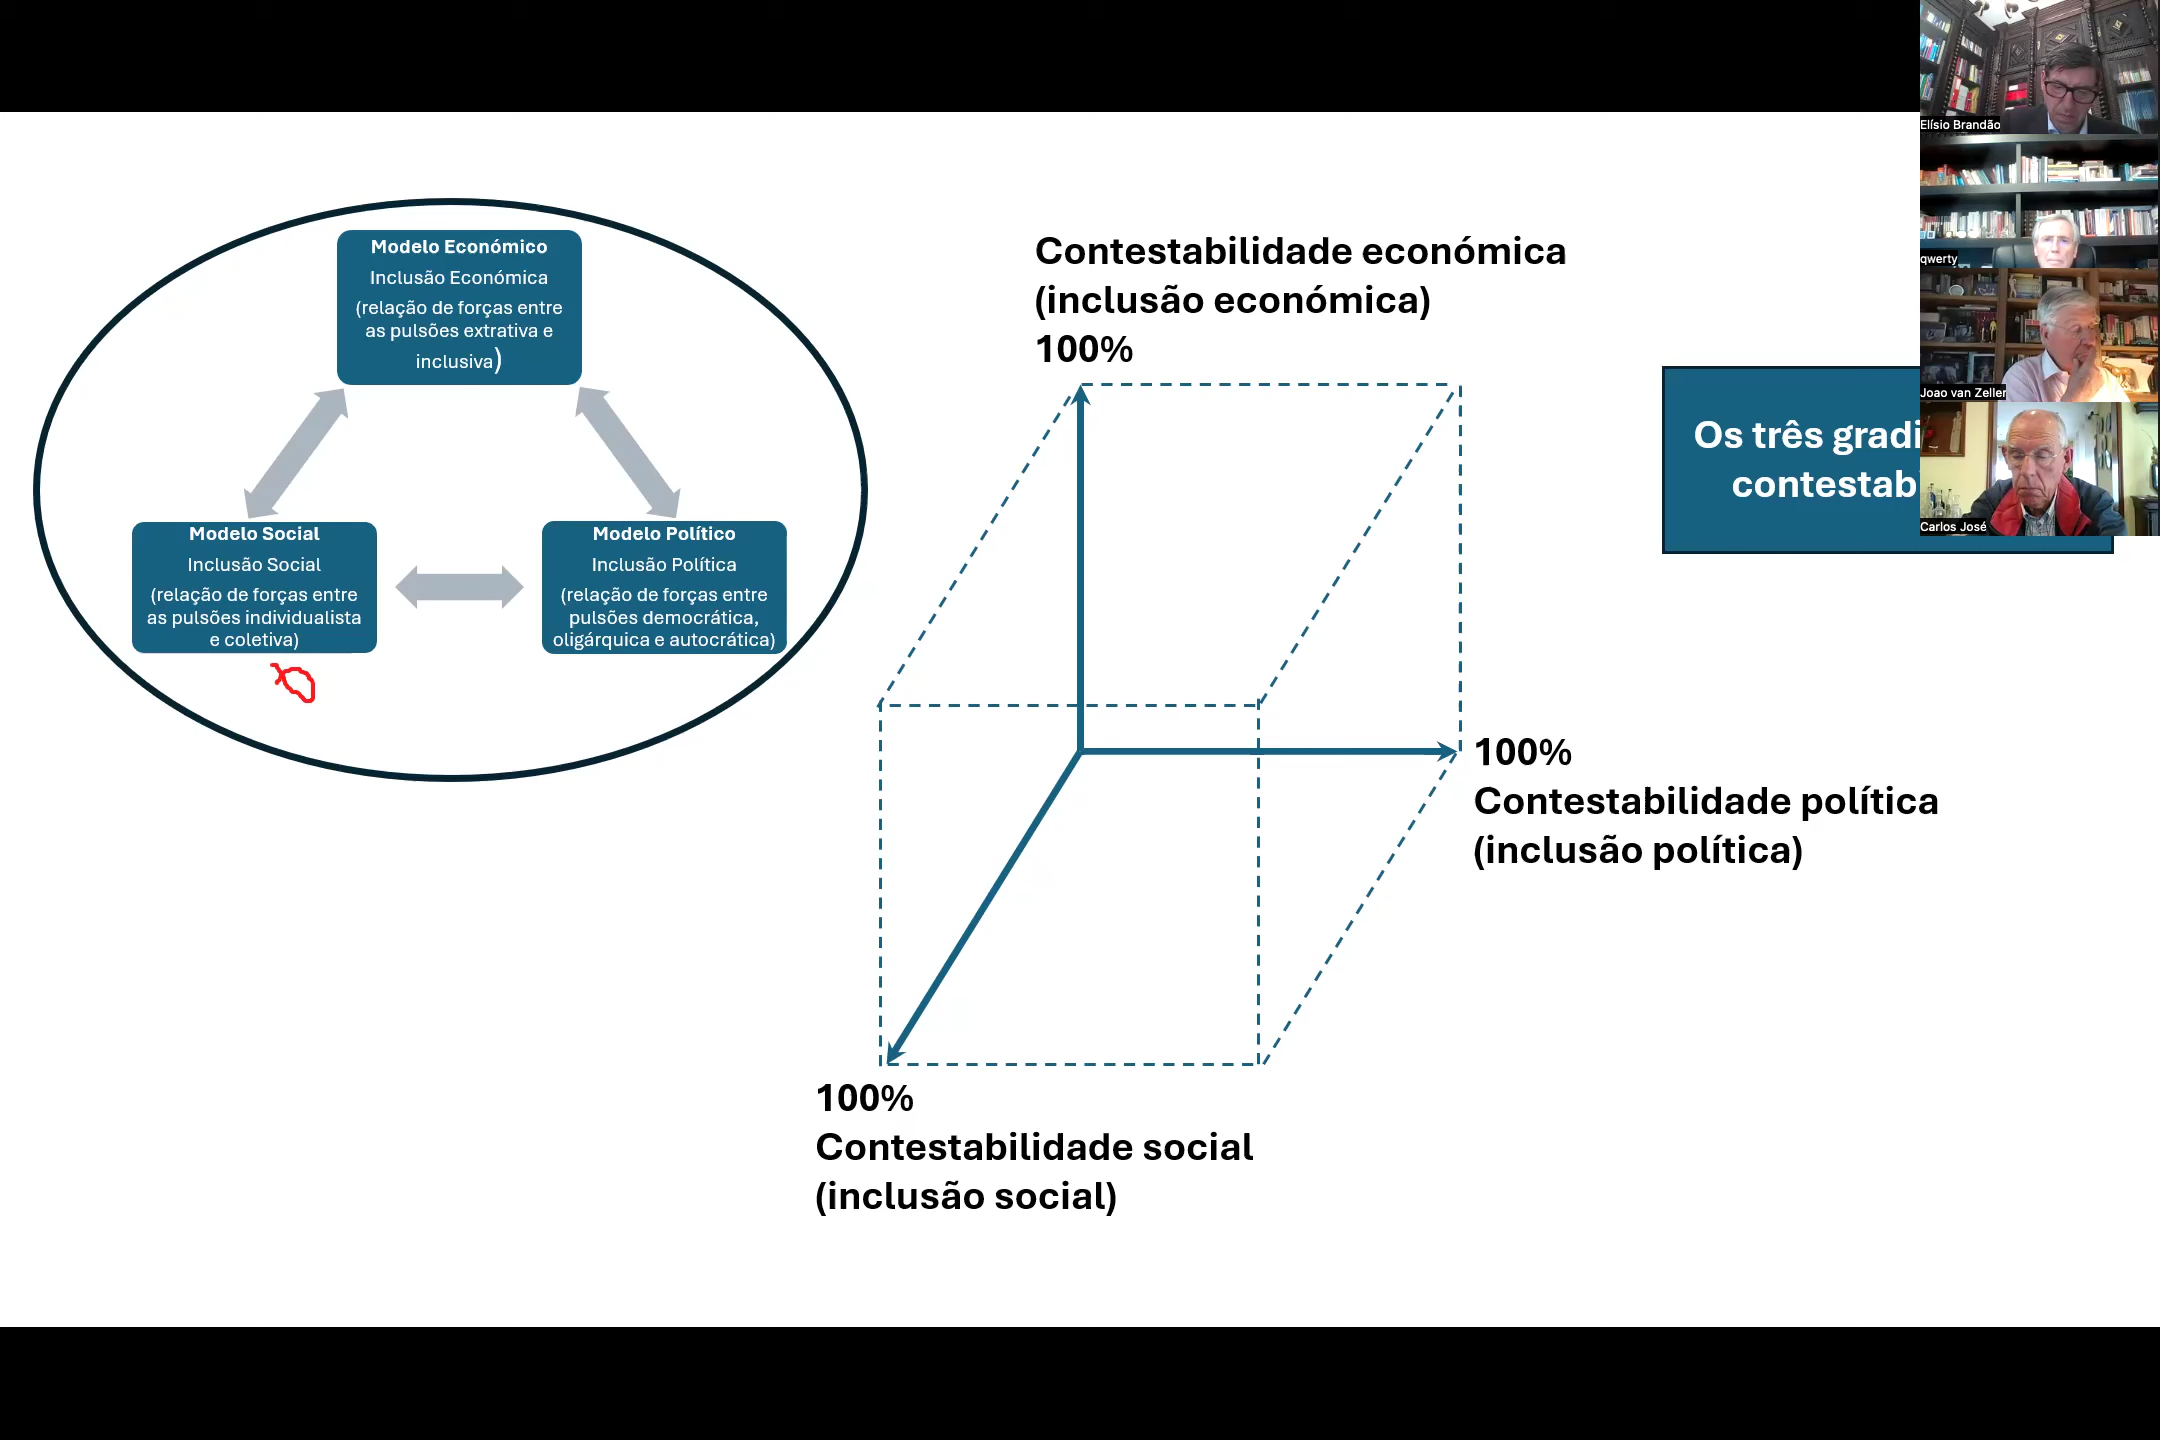 Modelo Económico
Inclusão Económica
(relação de forças entre
as pulsões extrativa e
inclusiva)
Modelo Social
Inclusão Social
(relação de forças entre
as pulsões individualista
e coletiva)
Modelo Político
Inclusão Política
(relação de forças entre
pulsões democrática,
oligárquica e autocrática)
Contestabilidade económica
(inclusão económica)
100%
100%
Contestabilidade política
(inclusão política)
100%
Contestabilidade social
(inclusão social)
Os três
Elísio Brandão
qwerty
Joao van Zeller
Carlos José